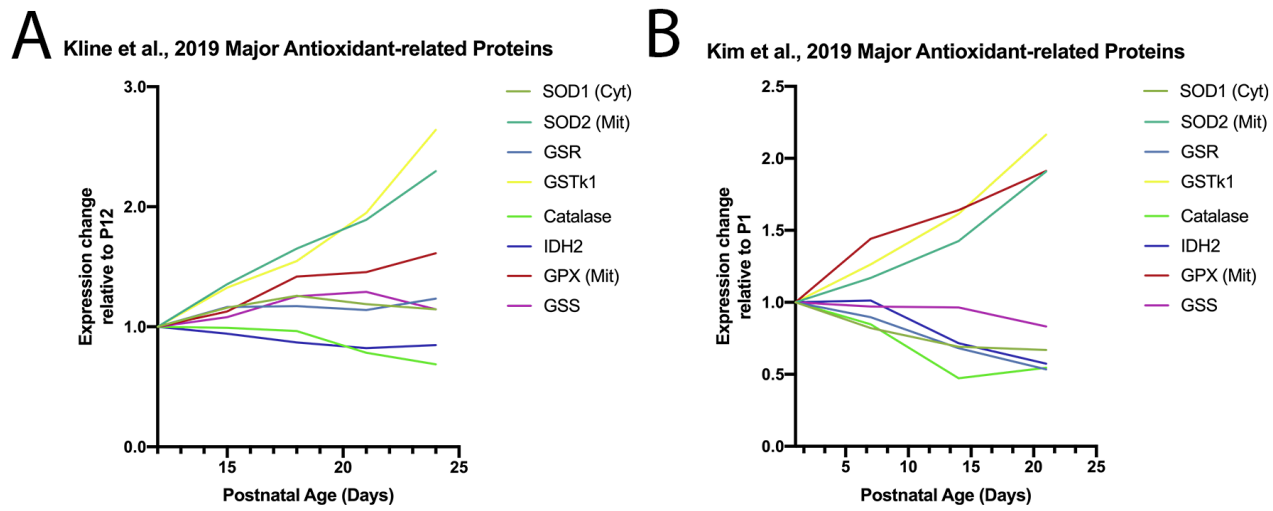 A
Kline et al., 2019 Major Antioxidant-related Proteins
Expression change
relative to P12
3.0
2.0
1.0
0.0
15
20
25
Postnatal Age (Days)
SOD1 (Cyt)
SOD2 (Mit)
GSR
GSTk1
Catalase
IDH2
GPX (Mit)
GSS
B
Kim et al., 2019 Major Antioxidant-related Proteins
Expression change
relative to P1
2.5
2.0
1.5
1.0
0.5
0.0
5
10
15
20
25
Postnatal Age (Days)
SOD1 (Cyt)
SOD2 (Mit)
GSR
GSTk1
Catalase
IDH2
GPX (Mit)
GSS